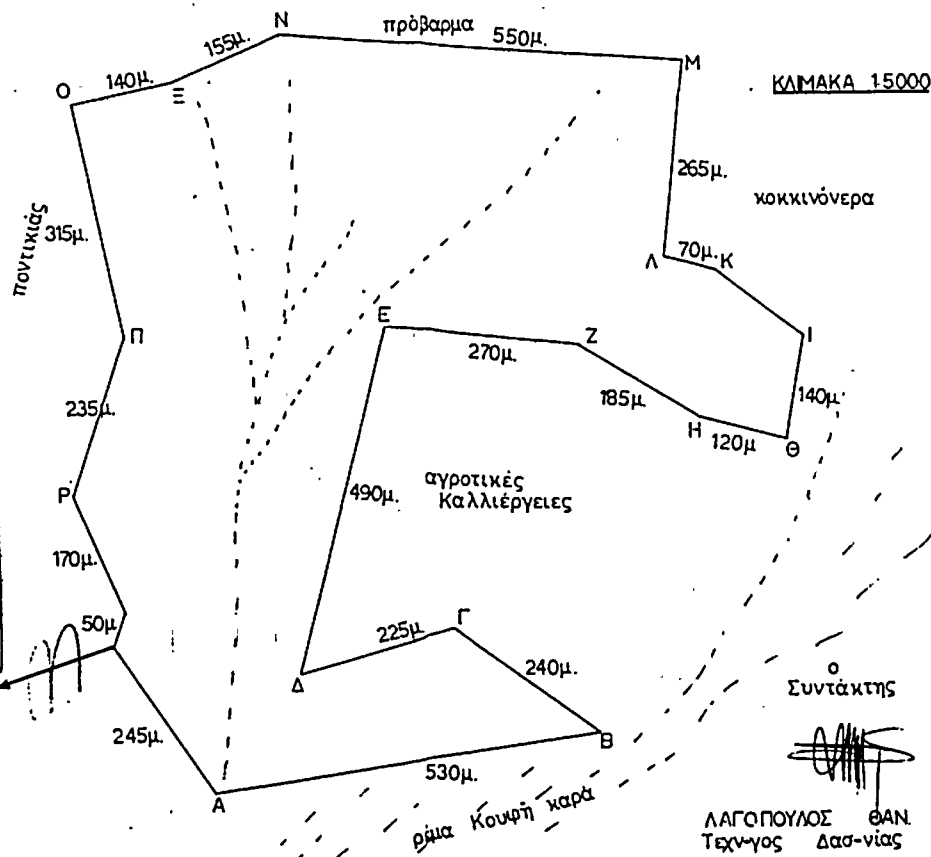 Ν
πρόβαρμα
550μ.
155μ.
140μ.
Ο
Ξ
Μ
ΚΛΙΜΑΚΑ 1:5000
265μ.
κοκκινόνερα
ποντικιάς
315μ.
Λ
70μ.
Κ
Π
Ε
Ζ
Ι
270μ.
185μ.
140μ.
235μ.
Η
120μ
Θ
αγροτικές
Καλλιέργειες
490μ.
Ρ
170μ.
50μ
Γ
225μ
240μ.
Δ
Β
245μ.
530μ.
Α
ρέμα Κουφή καρά
ο
Συντάκτης
ΛΑΓΟΠΟΥΛΟΣ ΘΑΝ.
Τεχν-γος Δασ-νίας